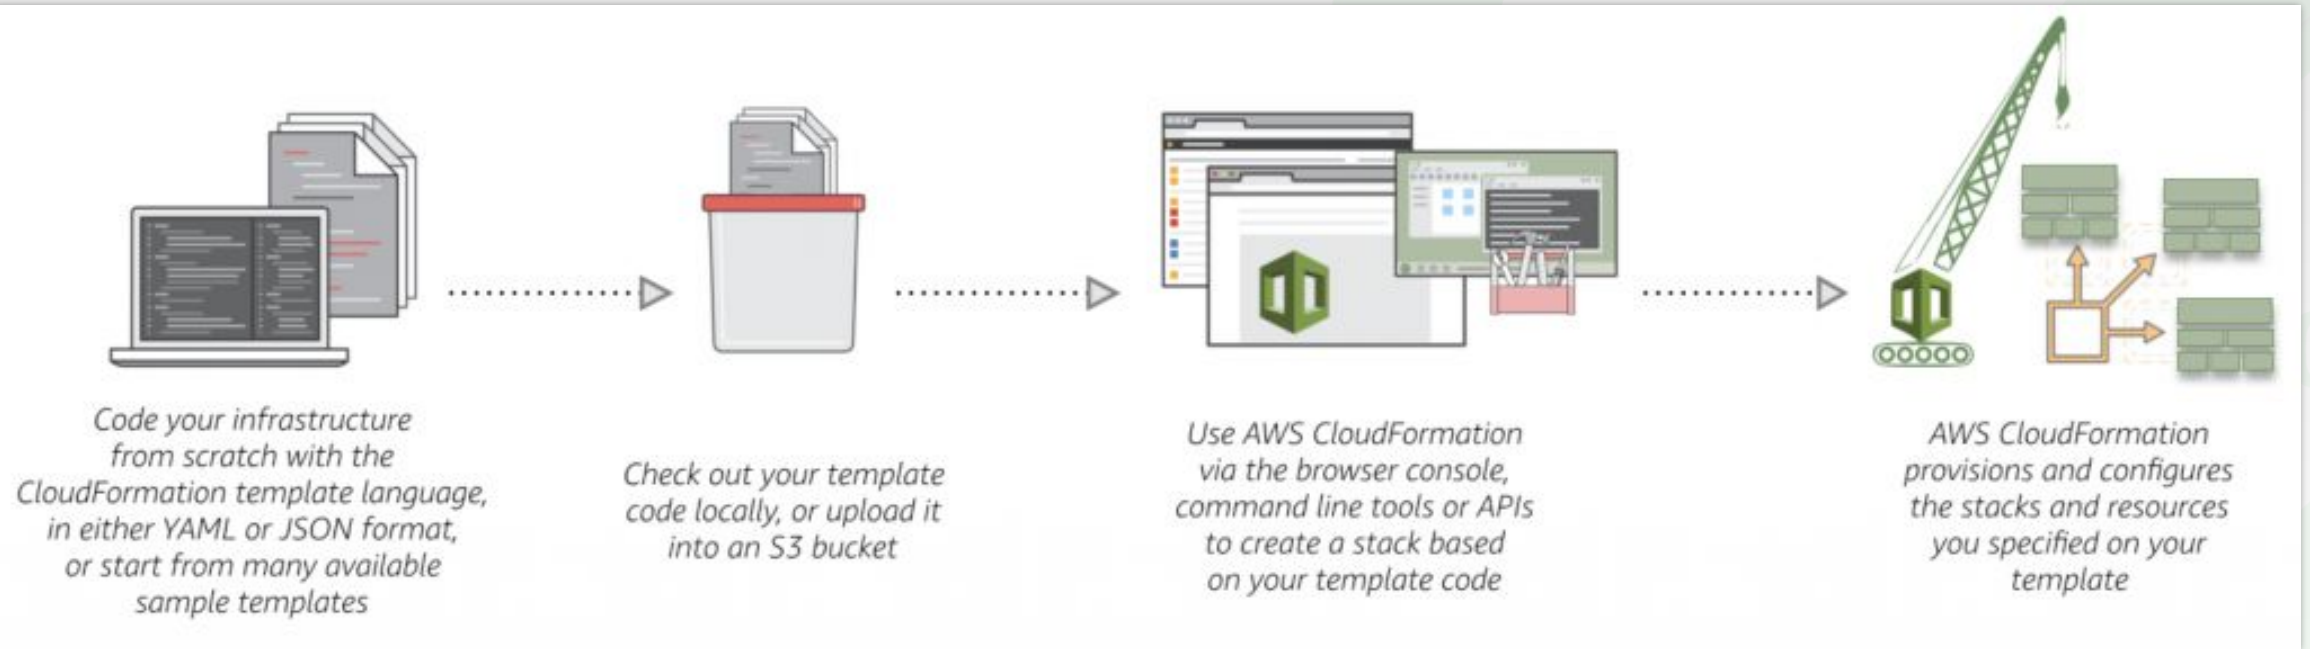 Code your infrastructure
from scratch with the
CloudFormation template language,
in either YAML or JSON format,
or start from many available
sample templates
Check out your template
code locally, or upload it
into an S3 bucket
Use AWS CloudFormation
via the browser console,
command line tools or APIs
to create a stack based
on your template code
AWS CloudFormation
provisions and configures
the stacks and resources
you specified on your
template